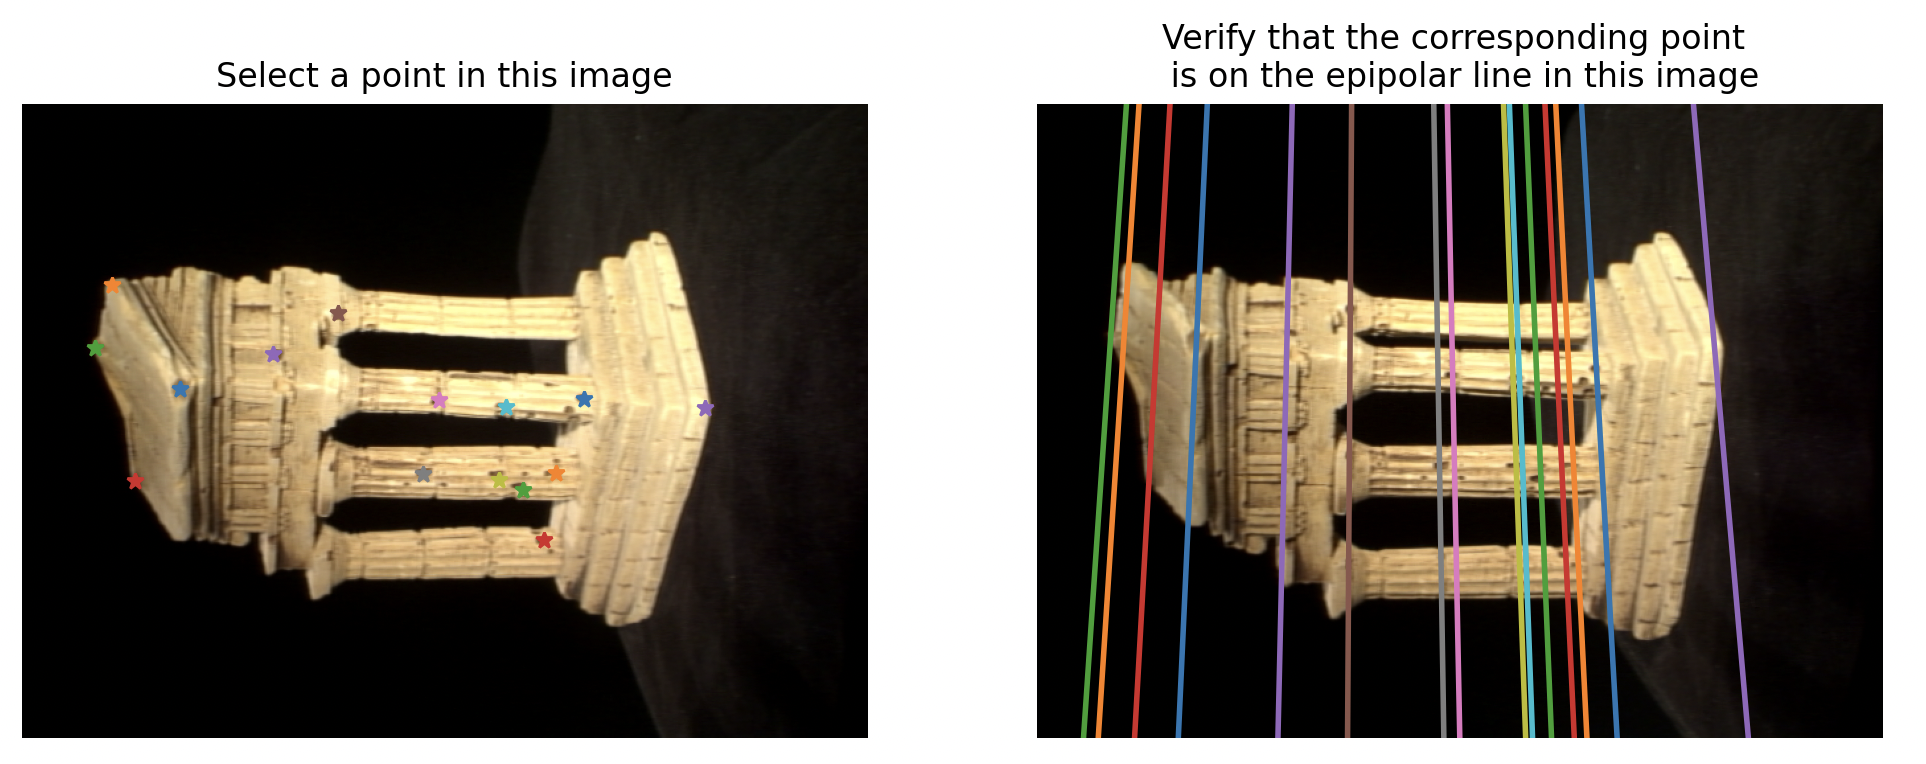 Select a point in this image
Verify that the corresponding point
is on the epipolar line in this image